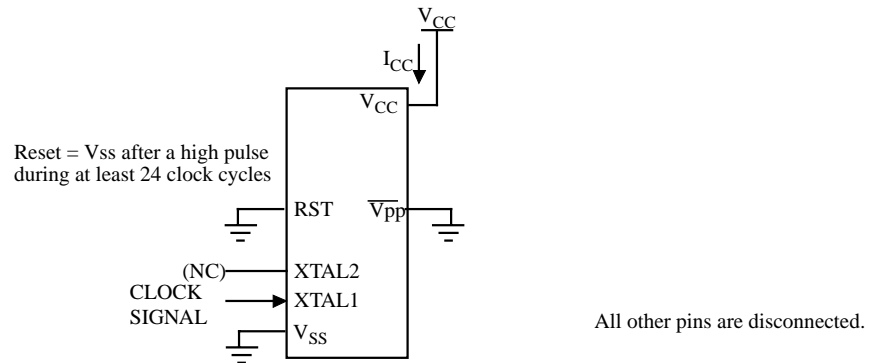 VCC
ICC
VCC
Reset = Vss after a high pulse
during at least 24 clock cycles
RST
Vpp
(NC)
XTAL2
CLOCK
SIGNAL
XTAL1
VSS
All other pins are disconnected.